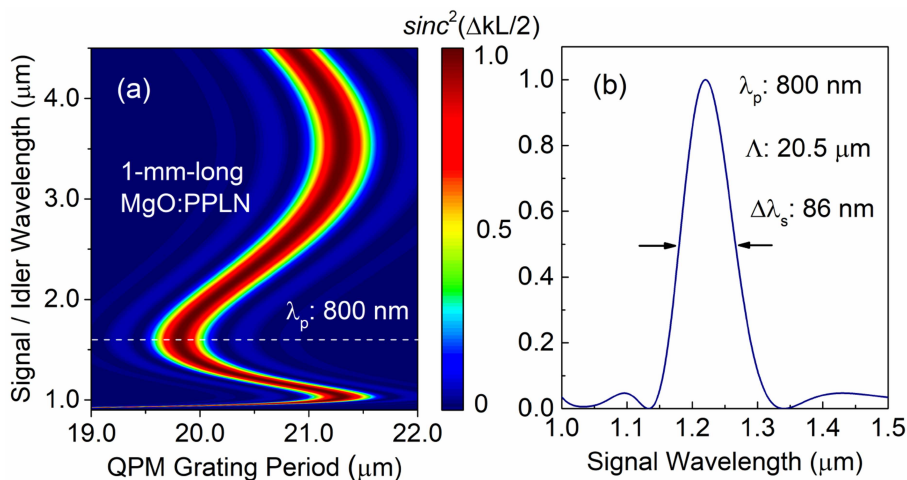 sinc²(ΔkL/2)
Signal / Idler Wavelength (μm)
4.0
3.0
2.0
1.0
(a)
1-mm-long
MgO:PPLN
λp: 800 nm
19.0 20.0 21.0 22.0
QPM Grating Period (μm)
1.0
0.5
0
(b)
λp: 800 nm
Λ: 20.5 μm
Δλs: 86 nm
1.0
0.8
0.6
0.4
0.2
0.0
1.0 1.1 1.2 1.3 1.4 1.5
Signal Wavelength (μm)